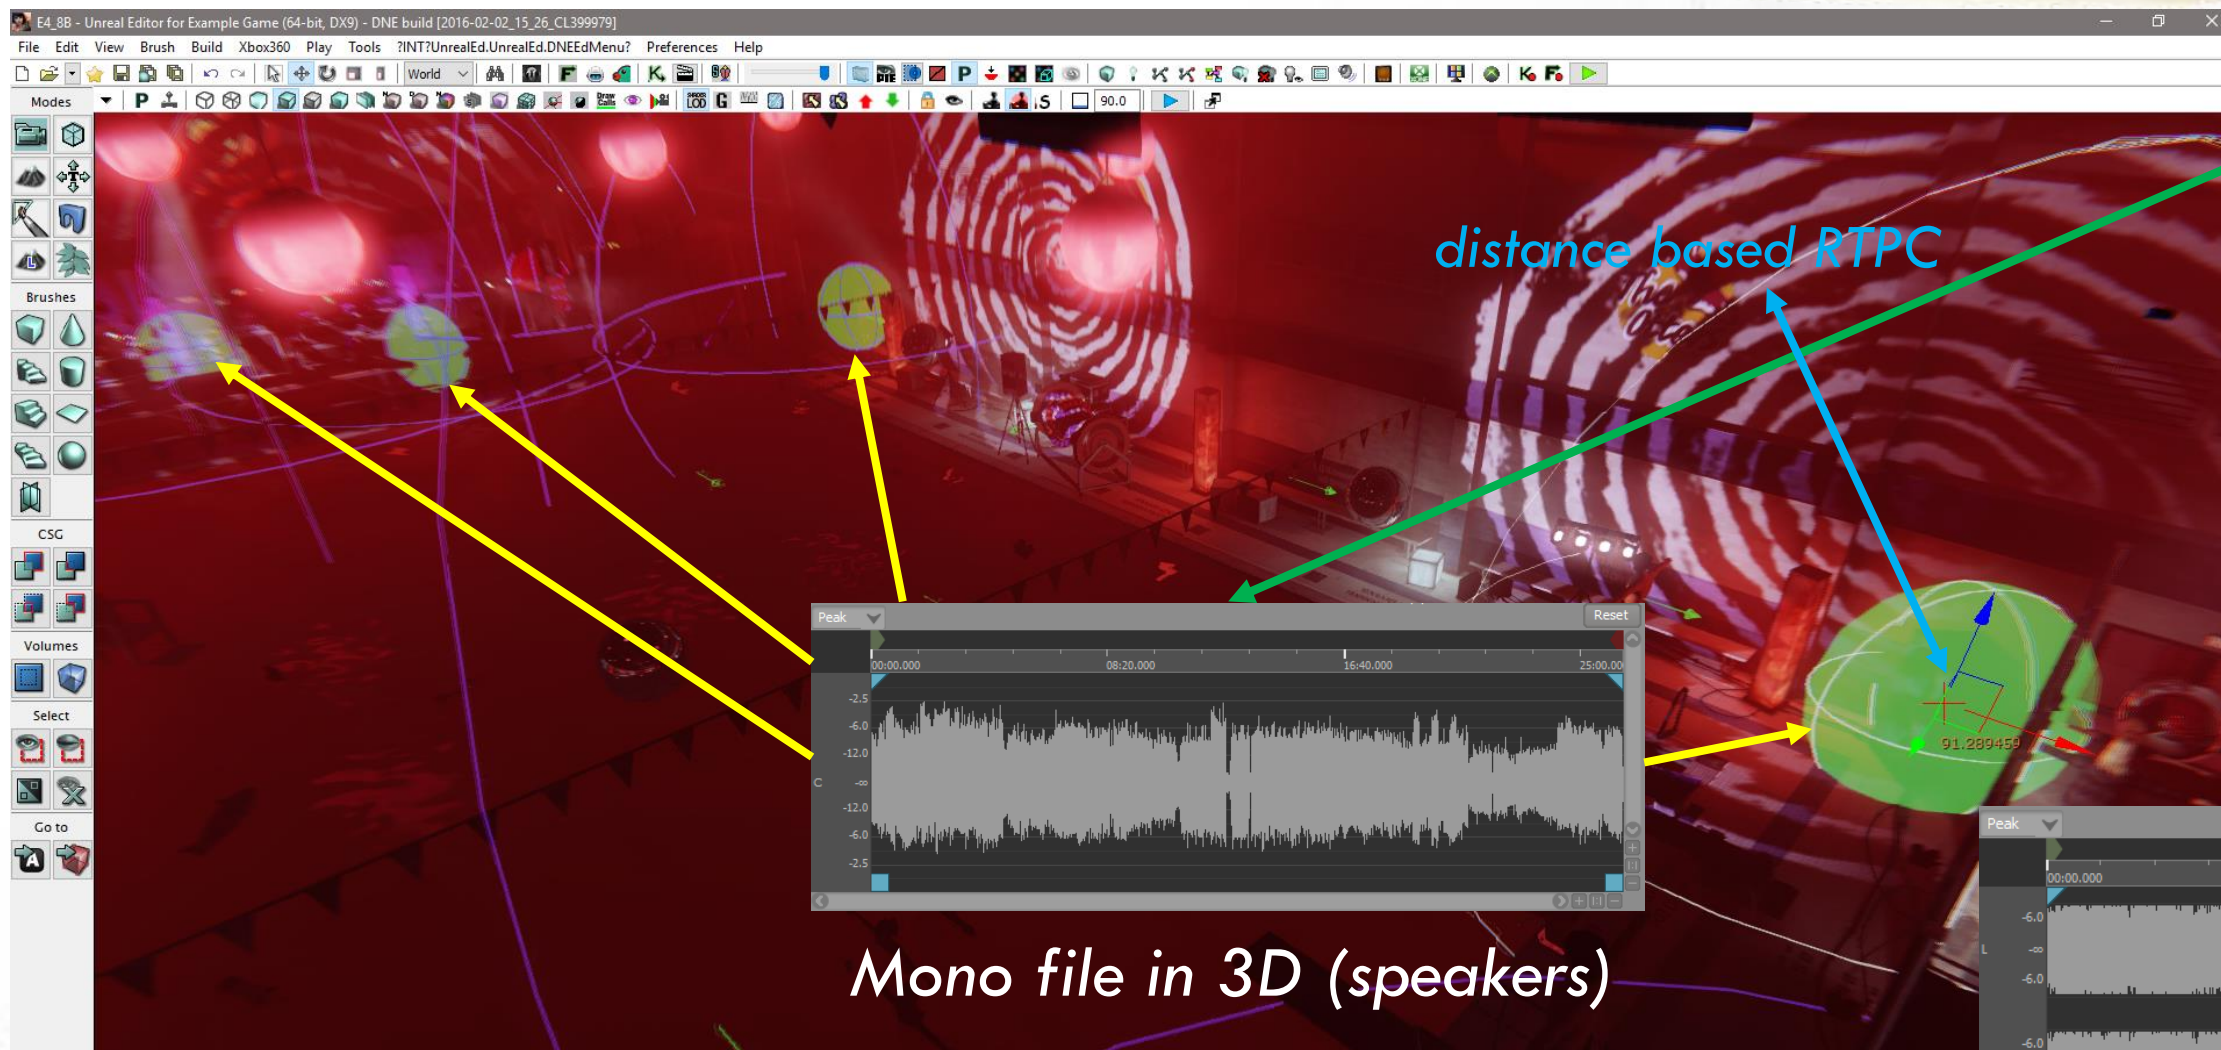 E4_8B - Unreal Editor for Example Game (64-bit, DX9) - DNE build [2016-02-02_15_26_CL399979]
File Edit View Brush Build Xbox360 Play Tools ?INT?UnrealEd.UnrealEd.DNEEdMenu? Preferences Help
World
Modes
90.0
distance based RTPC
Brushes
CSG
Volumes
Select
Go to
Peak
Reset
00:00.000 08:20.000 16:40.000 25:00.00
-2.5
-6.0
-12.0
C -∞
-12.0
-6.0
-2.5
91.289459
Mono file in 3D (speakers)
Peak
00:00.000
-6.0
L -∞
-6.0
-6.0